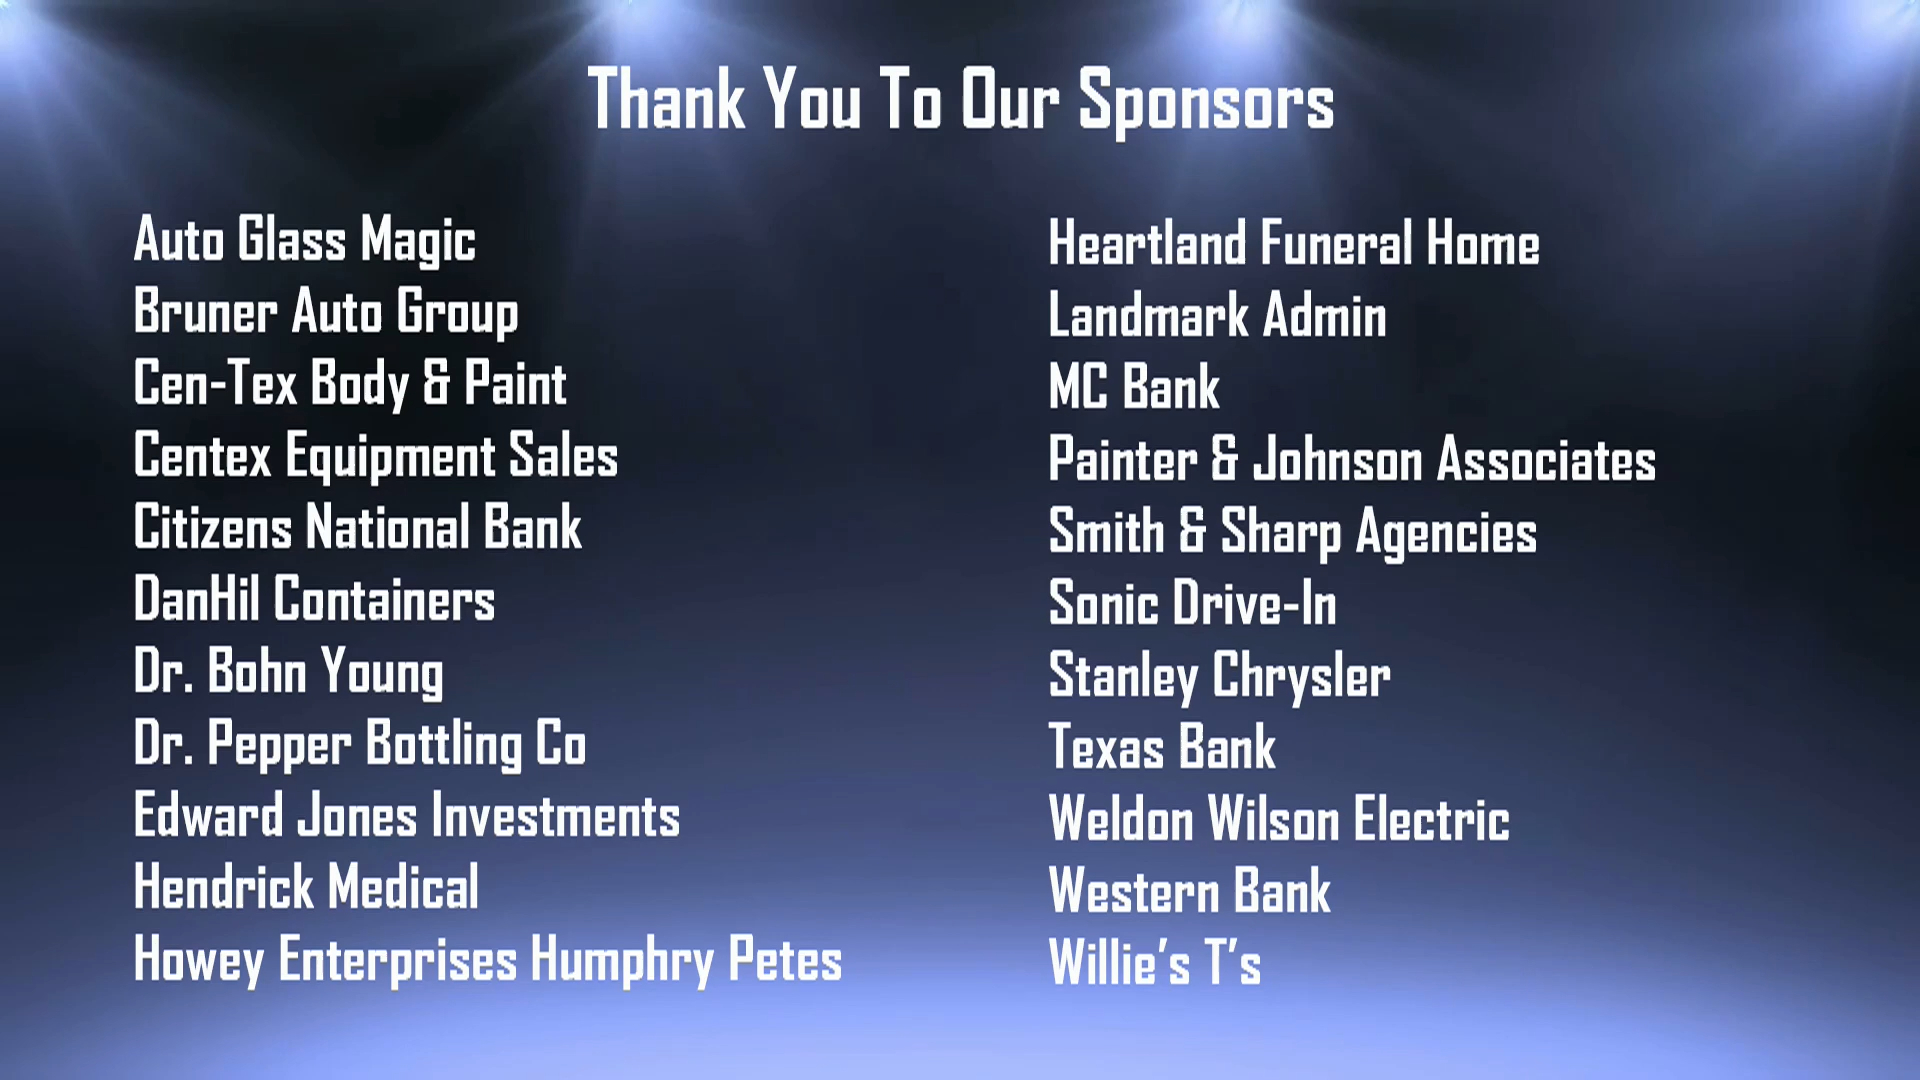 Thank You To Our Sponsors
Auto Glass Magic
Bruner Auto Group
Cen-Tex Body & Paint
Centex Equipment Sales
Citizens National Bank
DanHil Containers
Dr. Bohn Young
Dr. Pepper Bottling Co
Edward Jones Investments
Hendrick Medical
Howey Enterprises Humphry Petes
Heartland Funeral Home
Landmark Admin
MC Bank
Painter & Johnson Associates
Smith & Sharp Agencies
Sonic Drive-In
Stanley Chrysler
Texas Bank
Weldon Wilson Electric
Western Bank
Willie’s T’s